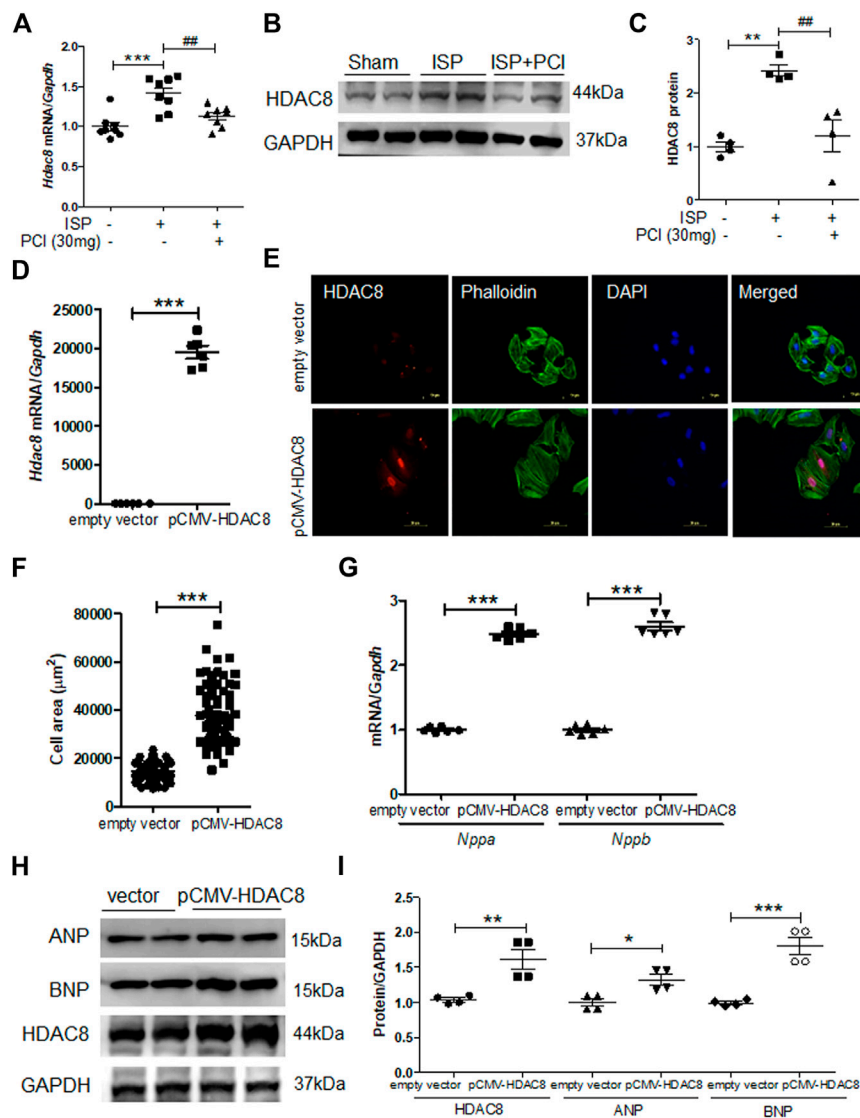 A
Hdac8 mRNA/Gapdh
2.0
1.5
1.0
0.5
0.0
***
##
ISP - + +
PCI (30mg) - - +
B
Sham ISP ISP+PCI
HDAC8 44kDa
GAPDH 37kDa
C
HDAC8 protein
3
2
1
0
**
##
ISP - + +
PCI (30mg) - - +
D
Hdac8 mRNA/Gapdh
25000
20000
15000
10000
5000
0
***
empty vector pCMV-HDAC8
E
HDAC8 Phalloidin DAPI Merged
empty vector
pCMV-HDAC8
F
Cell area (μm²)
80000
60000
40000
20000
0
***
empty vector pCMV-HDAC8
G
mRNA/Gapdh
3
2
1
0
***
***
empty vector pCMV-HDAC8 empty vector pCMV-HDAC8
Nppa Nppb
H
vector pCMV-HDAC8
ANP 15kDa
BNP 15kDa
HDAC8 44kDa
GAPDH 37kDa
I
Protein/GAPDH
2.5
2.0
1.5
1.0
0.5
0.0
**
*
***
empty vector pCMV-HDAC8 empty vector pCMV-HDAC8 empty vector pCMV-HDAC8
HDAC8 ANP BNP